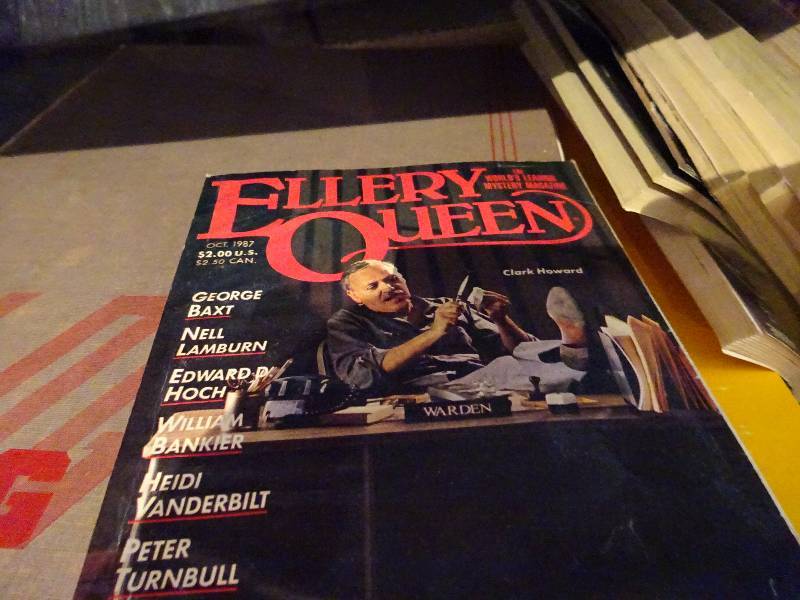 ELLERY
QUEEN
WORLD'S LEADING
MYSTERY MAGAZINE
OCT. 1987
$2.00 U.S.
$2.50 CAN.
Clark Howard
GEORGE
BAXT
NELL
LAMBURN
EDWARD D.
HOCH
WILLIAM
BANKIER
HEIDI
VANDERBILT
PETER
TURNBULL
WARDEN
G